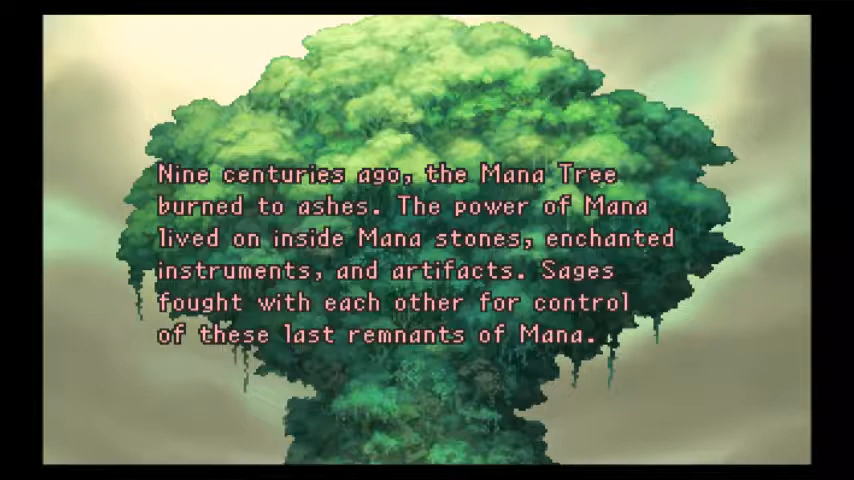 Nine centuries ago, the Mana Tree
burned to ashes. The power of Mana
lived on inside Mana stones, enchanted
instruments, and artifacts. Sages
fought with each other for control
of these last remnants of Mana.